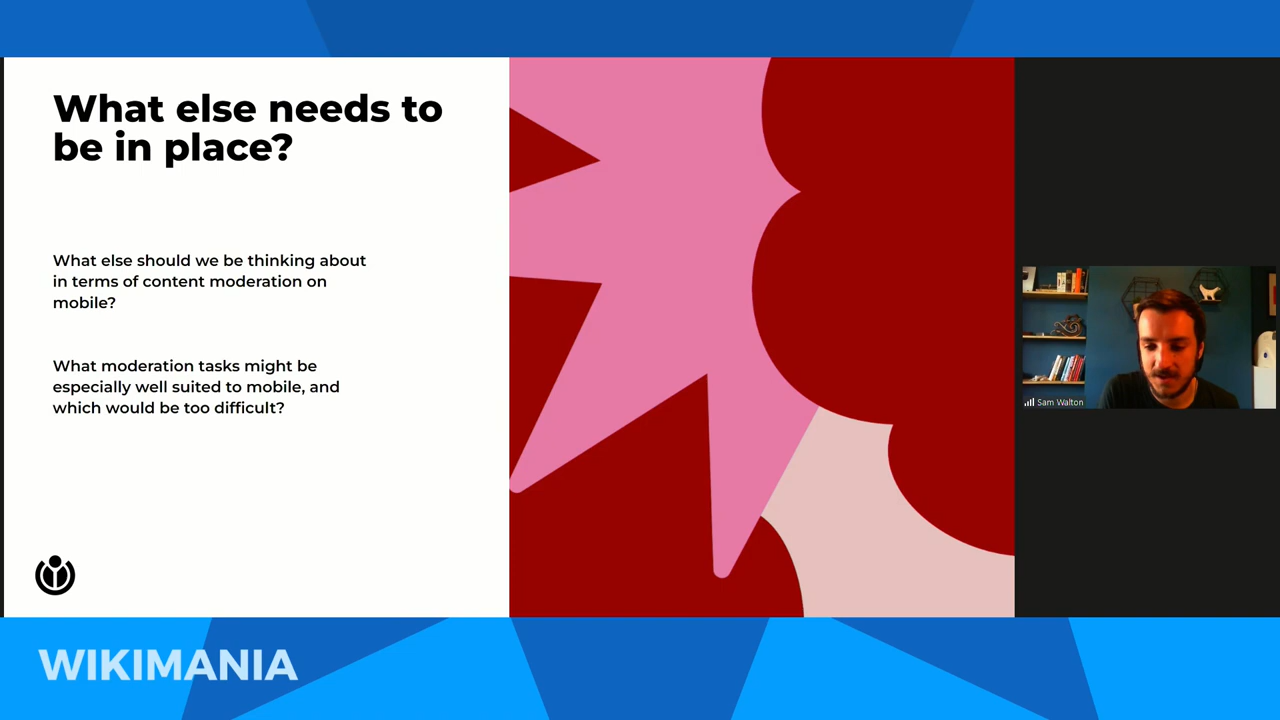 What else needs to
be in place?
What else should we be thinking about
in terms of content moderation on
mobile?
What moderation tasks might be
especially well suited to mobile, and
which would be too difficult?
Sam Walton
WIKIMANIA